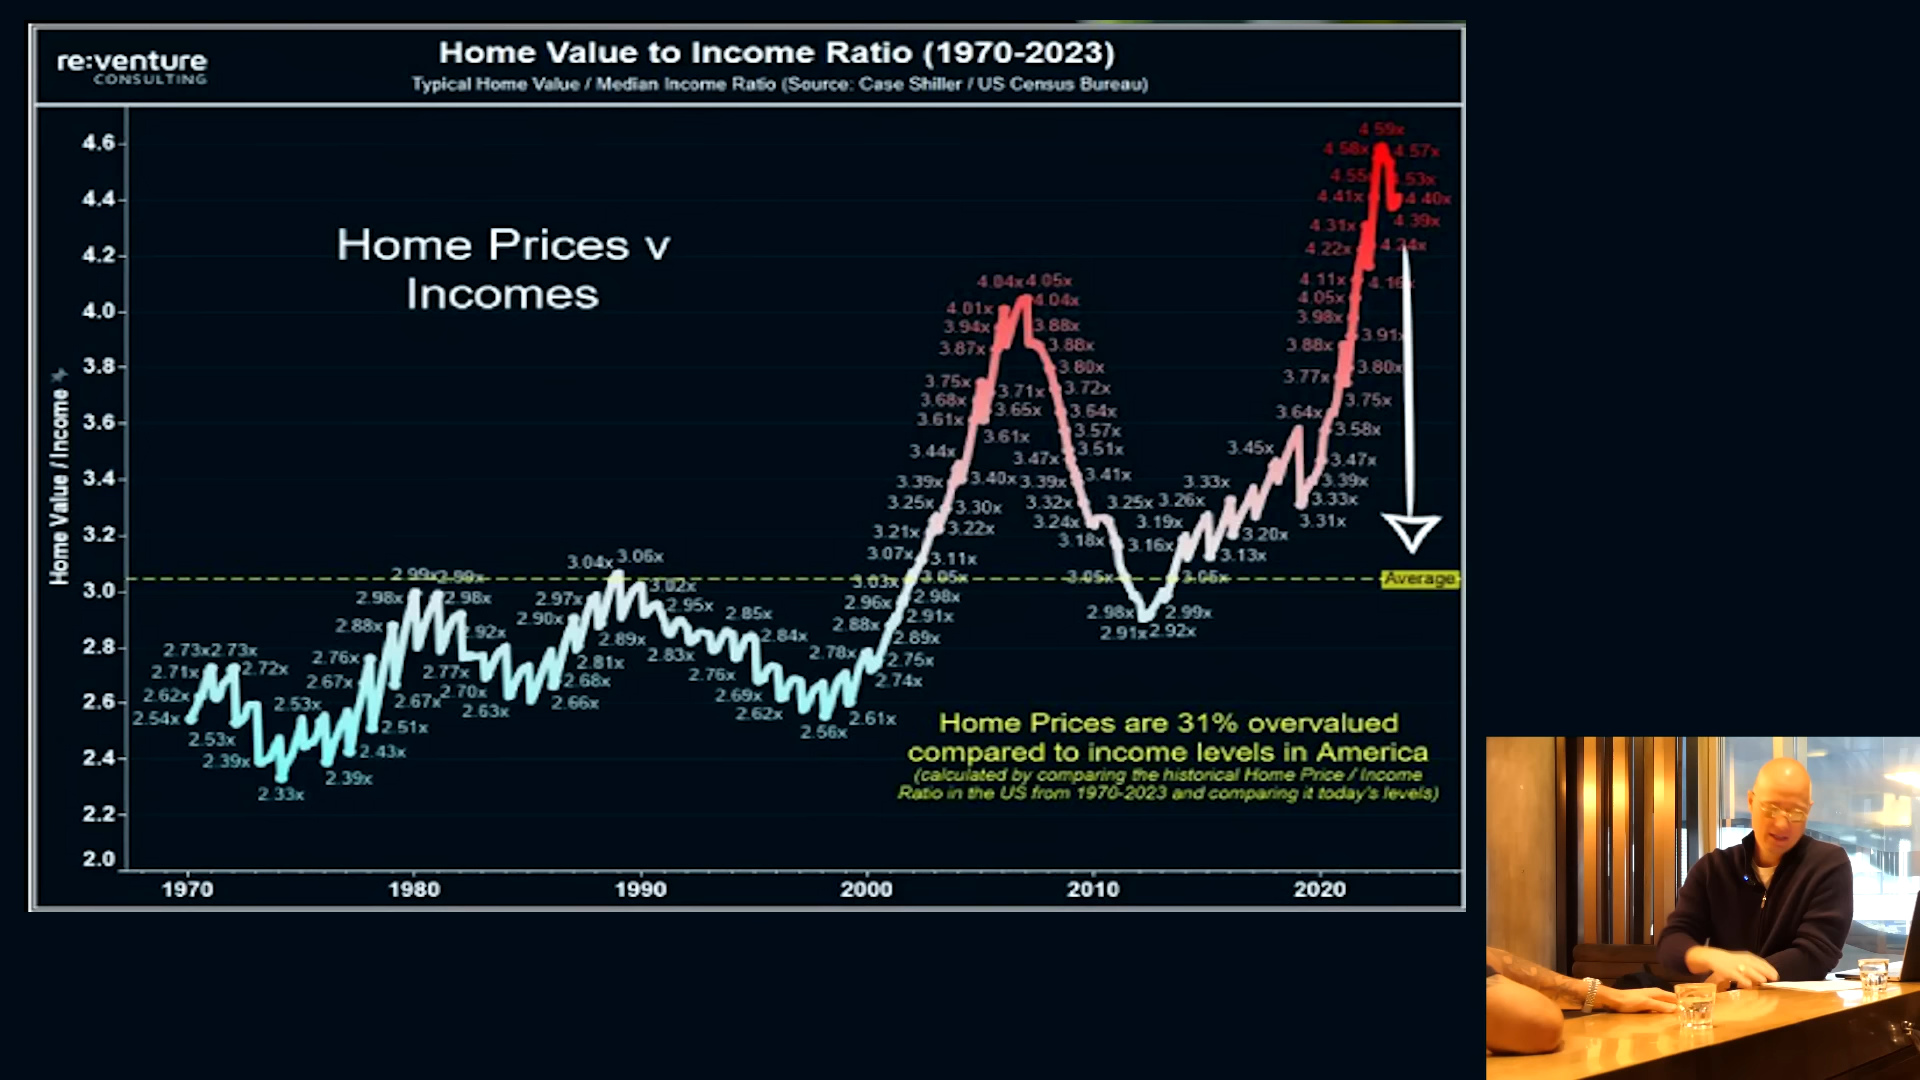 re:venture
CONSULTING
Home Value to Income Ratio (1970-2023)
Typical Home Value / Median Income Ratio (Source: Case Shiller / US Census Bureau)
Home Prices v
Incomes
Home Value / Income
4.6
4.4
4.2
4.0
3.8
3.6
3.4
3.2
3.0
2.8
2.6
2.4
2.2
2.0
1970
1980
1990
2000
2010
2020
2.54x
2.62x
2.71x
2.73x 2.73x
2.72x
2.53x
2.39x
2.33x
2.53x
2.39x
2.43x
2.51x
2.67x
2.76x
2.88x
2.98x
2.99x
2.98x
2.92x
2.67x
2.77x
2.70x
2.63x
2.66x
2.68x
2.81x
2.89x
2.90x
2.97x
3.04x 3.06x
3.02x
2.95x
2.83x
2.85x
2.84x
2.76x
2.69x
2.62x
2.56x
2.61x
2.74x
2.75x
2.78x
2.89x
2.88x
2.91x
2.96x
2.98x
3.03x
3.05x
3.07x
3.11x
3.21x
3.22x
3.25x
3.30x
3.39x
3.40x
3.44x
3.61x
3.61x
3.68x
3.65x
3.75x
3.71x
3.87x
3.94x
4.01x
4.04x 4.05x
4.04x
3.88x
3.88x
3.80x
3.72x
3.64x
3.57x
3.51x
3.47x
3.41x
3.39x
3.32x
3.24x
3.25x
3.18x
3.05x
2.98x
2.91x 2.92x
2.99x
3.05x
3.16x
3.19x
3.26x
3.13x
3.33x
3.20x
3.45x
3.64x
3.31x
3.33x
3.39x
3.47x
3.58x
3.75x
3.77x
3.80x
3.88x
3.91x
3.98x
4.05x
4.11x
4.16x
4.22x
4.24x
4.31x
4.39x
4.41x
4.40x
4.55
.53x
4.58x
4.57x
4.59x
Average
Home Prices are 31% overvalued
compared to income levels in America
(calculated by comparing the historical Home Price / Income
Ratio in the US from 1970-2023 and comparing it today's levels)